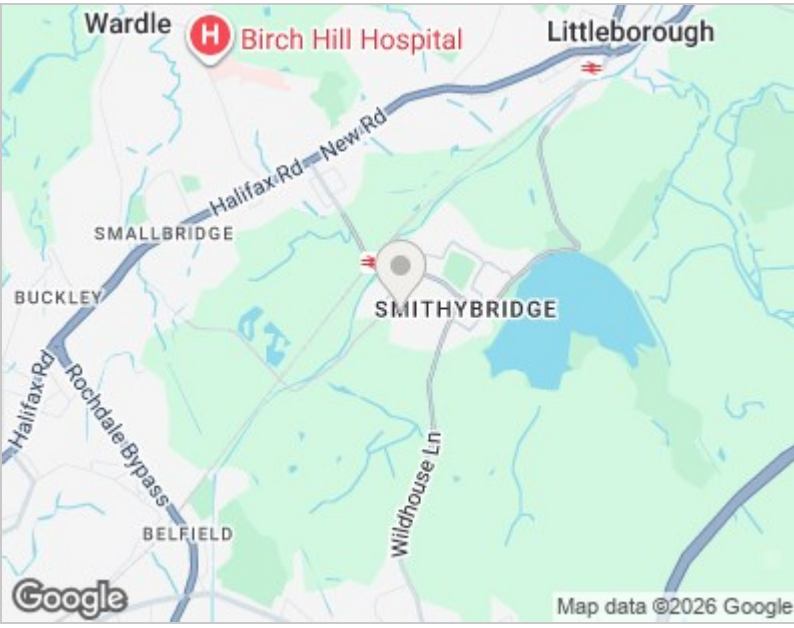 Wardle
H
Birch Hill Hospital
Littleborough
Halifax Rd
New Rd
SMALLBRIDGE
BUCKLEY
SMITHYBRIDGE
Halifax Rd
Rochdale Bypass
Wildhouse Ln
BELFIELD
Google
Map data ©2026 Google